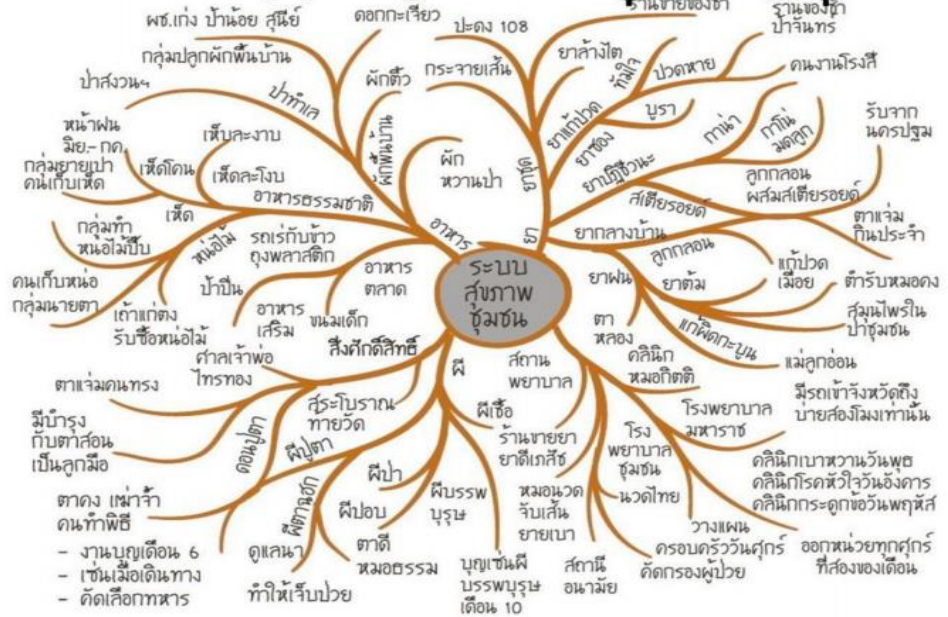 ผช.เก่ง ป้าน้อย สุนีย์
กลุ่มปลูกผักพื้นบ้าน
ดอกกะเจียว
ป่าสงวนฯ
ป่าทำเล
ผักติ้ว
ผักพื้นบ้าน
ผัก
หวานป่า
หน้าฝน
มิย.- กค.
กลุ่มยายเปา
คนเก็บเห็ด
เห็ดโคน
เห็บละงาบ
เห็ดละโงบ
เห็ด
อาหารธรรมชาติ
อาหาร
กลุ่มทำ
หน่อไม้ปี๊บ
หน่อไม้
คนเก็บหน่อ
กลุ่มนายตา
เถ้าแก่ตง
รับซื้อหน่อไม้
รถเร่กับข้าว
ถุงพลาสติก
ป้าปืน
อาหาร
เสริม
ขนมเด็ก
อาหาร
ตลาด
ปะดง 108
กระจายเส้น
ร้านขายของชำ
ยาล้างไต
ยาชุด
ยาแก้ปวด
ยาซอง
ทัมใจ
ปวดหาย
บูรา
ร้านของชำ
ป้าจันทร์
คนงานโรงสี
ยาปฏิชีวนะ
กาน่า
กาโน่
มดลูก
รับจาก
นครปฐม
สเตียรอยด์
ลูกกลอน
ผสมสเตียรอยด์
ตาแจ่ม
กินประจำ
ยา
ยากลางบ้าน
ลูกกลอน
แก้ปวด
เมื่อย
ยาฝน
ตา
หลอง
ยาต้ม
ตำรับหมอคง
สมุนไพรใน
ป่าชุมชน
แก้ผิดกะบูน
แม่ลูกอ่อน
ระบบ
สุขภาพ
ชุมชน
สิ่งศักดิ์สิทธิ์
ศาลเจ้าพ่อ
ไทรทอง
ตาแจ่มคนทรง
มีบำรุง
กับตาสอน
เป็นลูกมือ
ดอนปูตา
สระโบราณ
ท้ายวัด
ผี
ผีปูตา
ตาคง เฒ่าจ้ำ
คนทำพิธี
- งานบุญเดือน 6
- เซ่นเมื่อเดินทาง
- คัดเลือกทหาร
ดูแลนา
ผีตาแฮก
ทำให้เจ็บป่วย
ผีป่า
ผีปอบ
ตาดี
หมอธรรม
ผีบรรพ
บุรุษ
บุญเซ่นผี
บรรพบุรุษ
เดือน 10
ผีเชื้อ
สถาน
พยาบาล
ร้านขายยา
ยาดีเภสัช
หมอนวด
จับเส้น
ยายเบา
โรง
พยาบาล
ชุมชน
นวดไทย
สถานี
อนามัย
คลินิก
หมอกิตติ
โรงพยาบาล
มหาราช
มีรถเข้าจังหวัดถึง
บ่ายสองโมงเท่านั้น
คลินิกเบาหวานวันพุธ
คลินิกโรคหัวใจวันอังคาร
คลินิกกระดูกข้อวันพฤหัส
วางแผน
ครอบครัววันศุกร์
คัดกรองผู้ป่วย
ออกหน่วยทุกศุกร์
ที่สองของเดือน